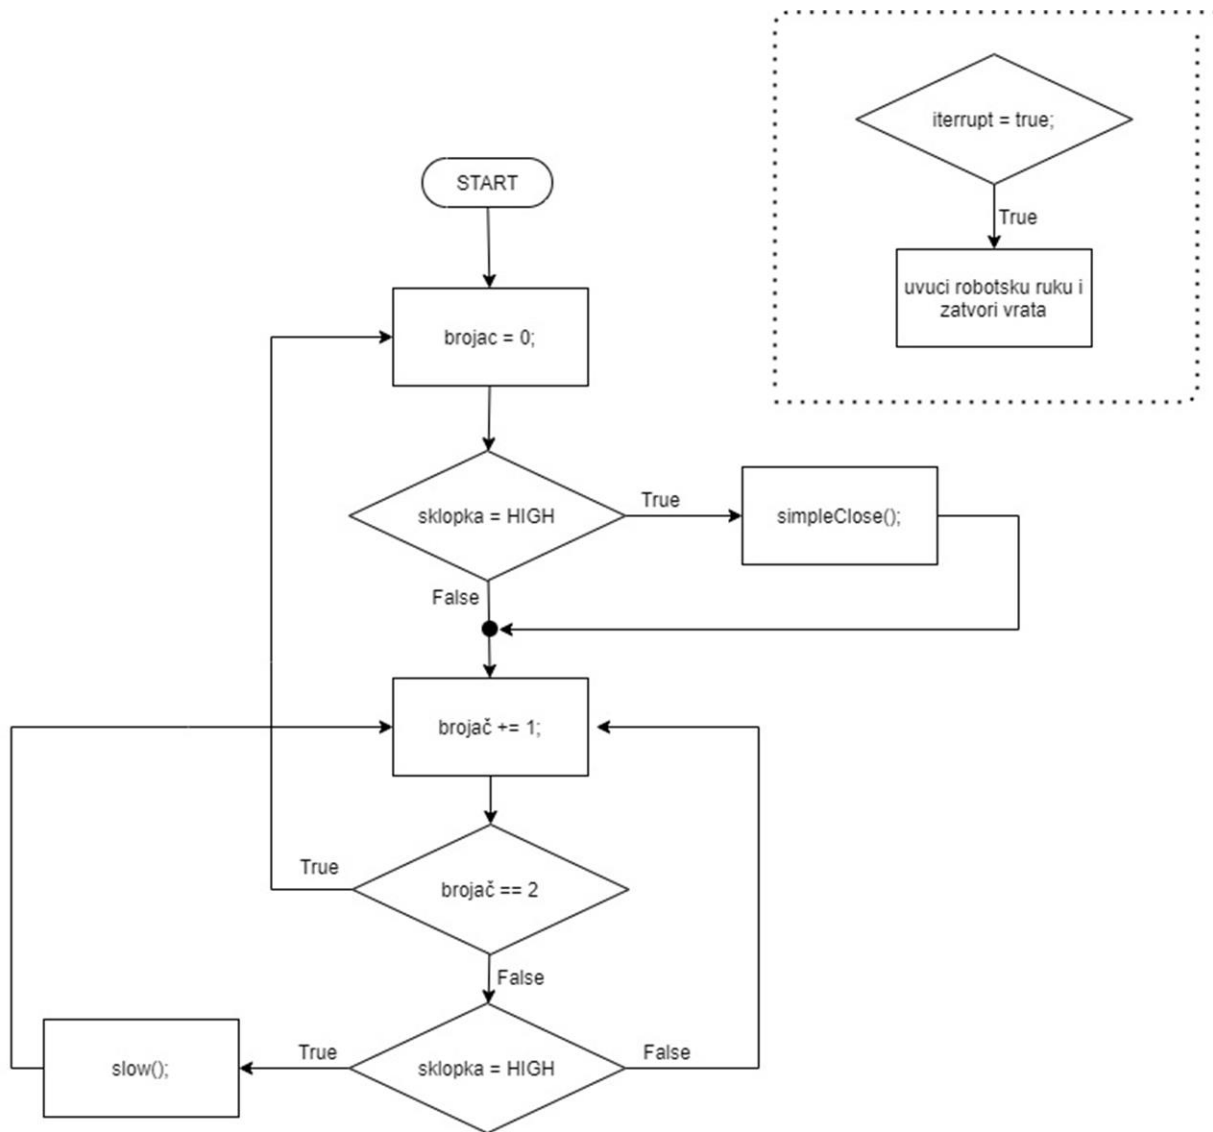 iterrupt = true;
True
uvuci robotsku ruku i
zatvori vrata
START
brojac = 0;
sklopka = HIGH
True
simpleClose();
False
brojač += 1;
True
brojač == 2
False
slow();
True
sklopka = HIGH
False